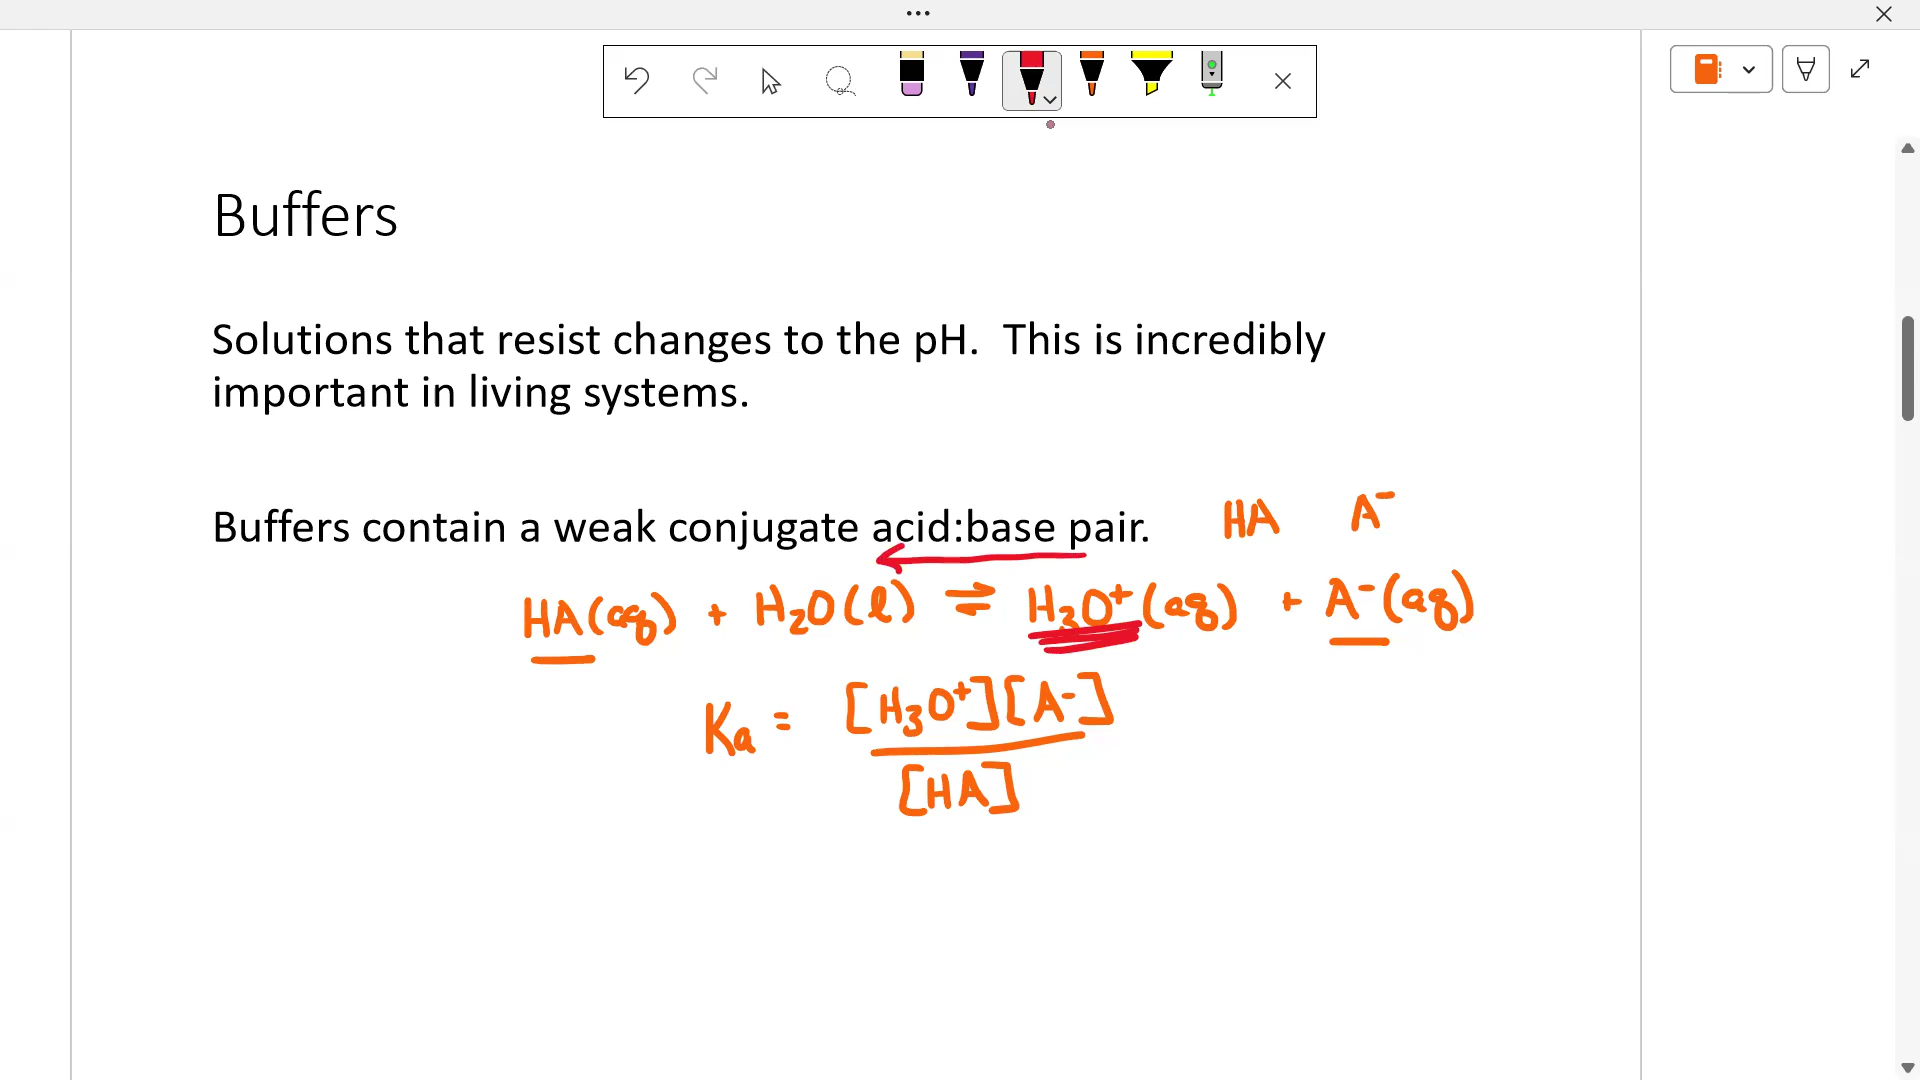 Buffers
Solutions that resist changes to the pH.  This is incredibly
important in living systems.
Buffers contain a weak conjugate acid:base pair. HA A⁻
HA(aq) + H₂O(l) ⇌ H₃O⁺(aq) + A⁻(aq)
Ka = [H₃O⁺][A⁻]
[HA]